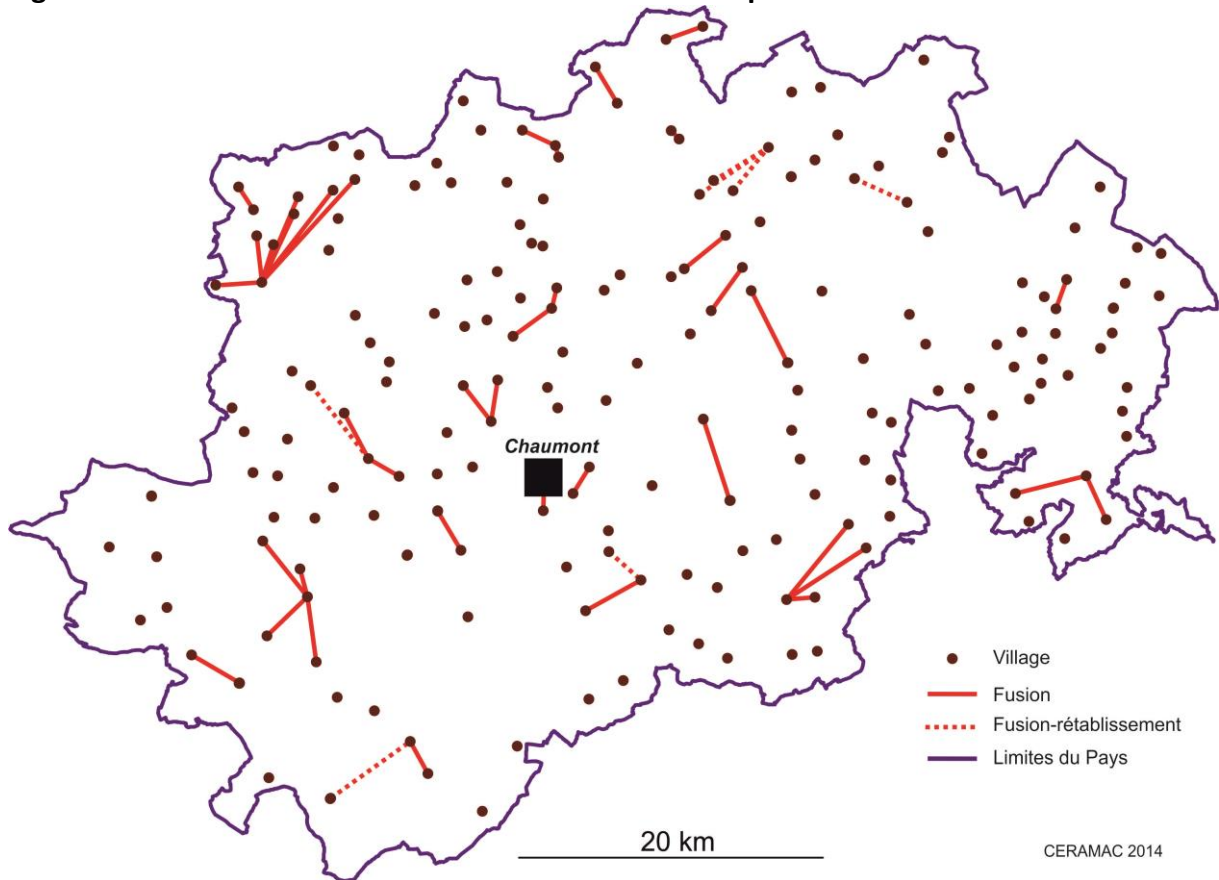 Chaumont
Village
Fusion
Fusion-rétablissement
Limites du Pays
20 km
CERAMAC 2014